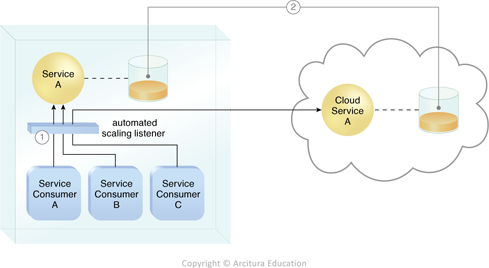 2
Service
A
Cloud
Service
A
automated
scaling listener
1
Service
Consumer
A
Service
Consumer
B
Service
Consumer
C
Copyright © Arcitura Education